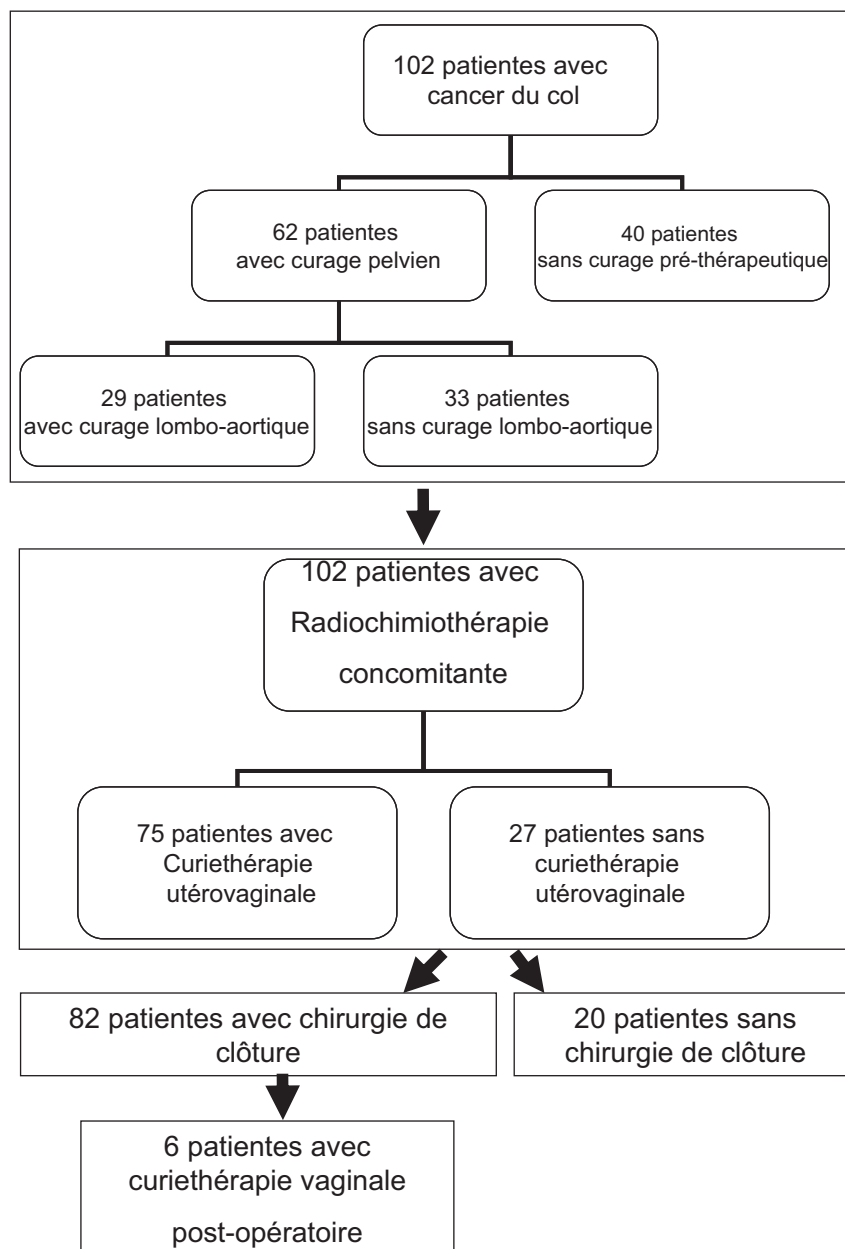 102 patientes avec
cancer du col
62 patientes
avec curage pelvien
40 patientes
sans curage pré-thérapeutique
29 patientes
avec curage lombo-aortique
33 patientes
sans curage lombo-aortique
102 patientes avec
Radiochimiothérapie
concomitante
75 patientes avec
Curiethérapie
utérovaginale
27 patientes sans
curiethérapie
utérovaginale
82 patientes avec chirurgie de
clôture
20 patientes sans
chirurgie de clôture
6 patientes avec
curiethérapie vaginale
post-opératoire